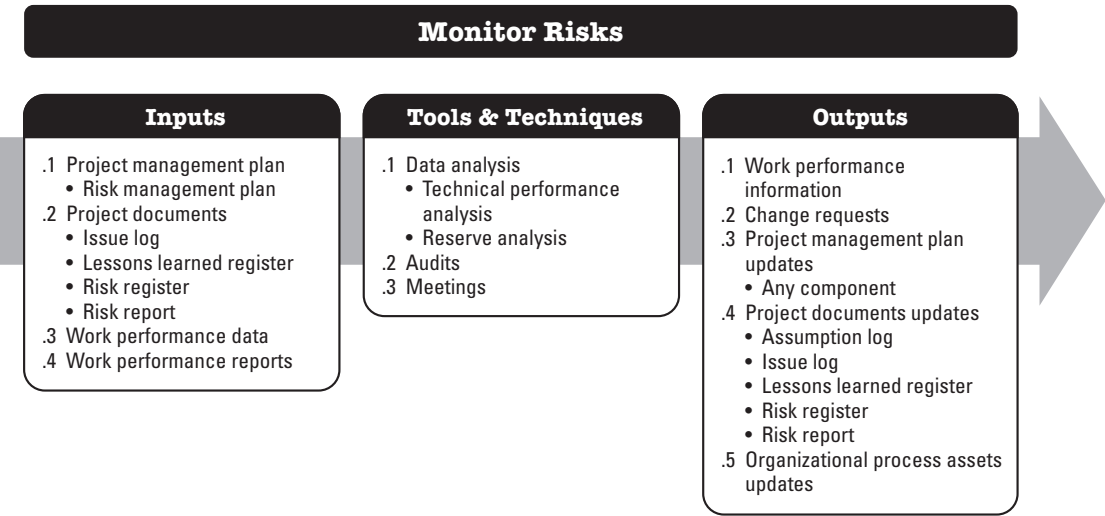 Monitor Risks
Inputs
.1 Project management plan
• Risk management plan
.2 Project documents
• Issue log
• Lessons learned register
• Risk register
• Risk report
.3 Work performance data
.4 Work performance reports
Tools & Techniques
.1 Data analysis
• Technical performance
analysis
• Reserve analysis
.2 Audits
.3 Meetings
Outputs
.1 Work performance
information
.2 Change requests
.3 Project management plan
updates
• Any component
.4 Project documents updates
• Assumption log
• Issue log
• Lessons learned register
• Risk register
• Risk report
.5 Organizational process assets
updates